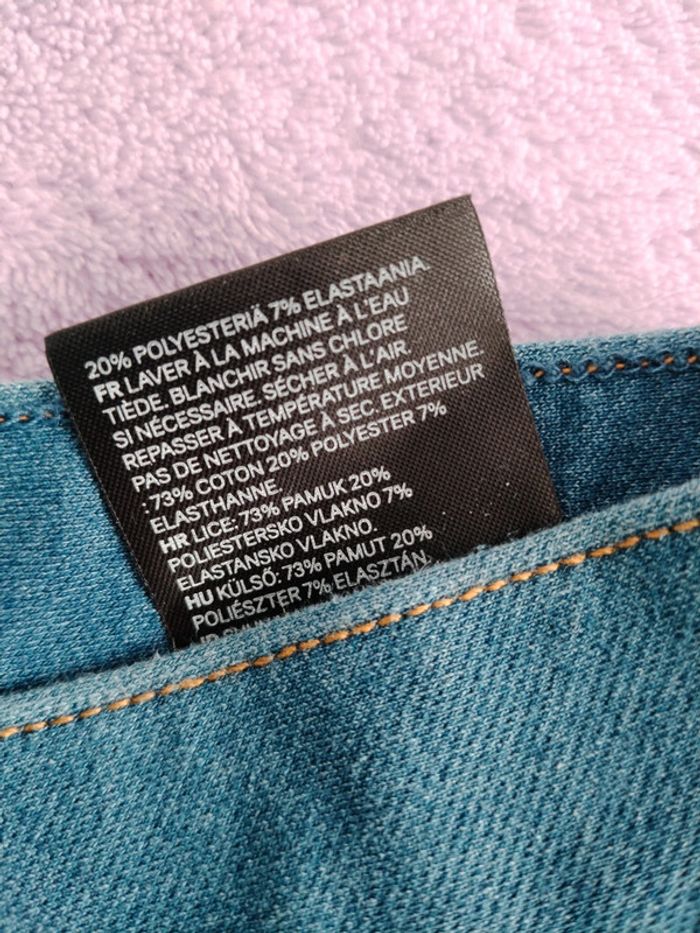 20% POLYESTERIÄ 7% ELASTAANIA.
FR LAVER À LA MACHINE À L'EAU
TIÈDE. BLANCHIR SANS CHLORE
SI NÉCESSAIRE. SÉCHER À L'AIR.
REPASSER À TEMPÉRATURE MOYENNE.
PAS DE NETTOYAGE À SEC. EXTERIEUR
: 73% COTON 20% POLYESTER 7%
ELASTHANNE.
HR LICE: 73% PAMUK 20%
POLIESTERSKO VLAKNO 7%
ELASTANSKO VLAKNO.
HU KÜLSŐ: 73% PAMUT 20%
POLIÉSZTER 7% ELASZTÁN.